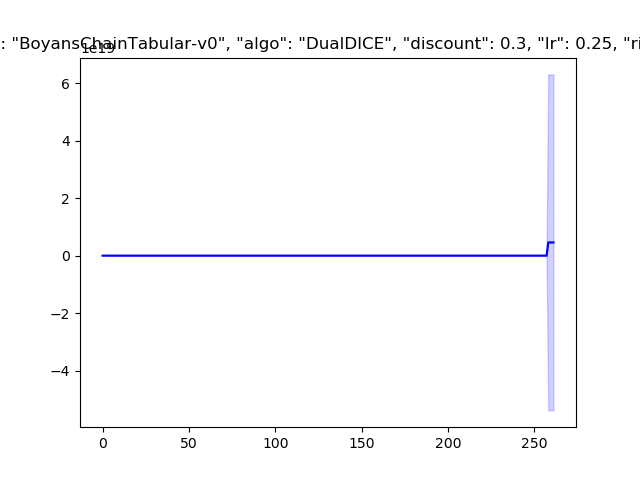 : "BoyansChainTabular-v0", "algo": "DualDICE", "discount": 0.3, "lr": 0.25, "ri
1e19
6
4
2
0
−2
−4
0 50 100 150 200 250